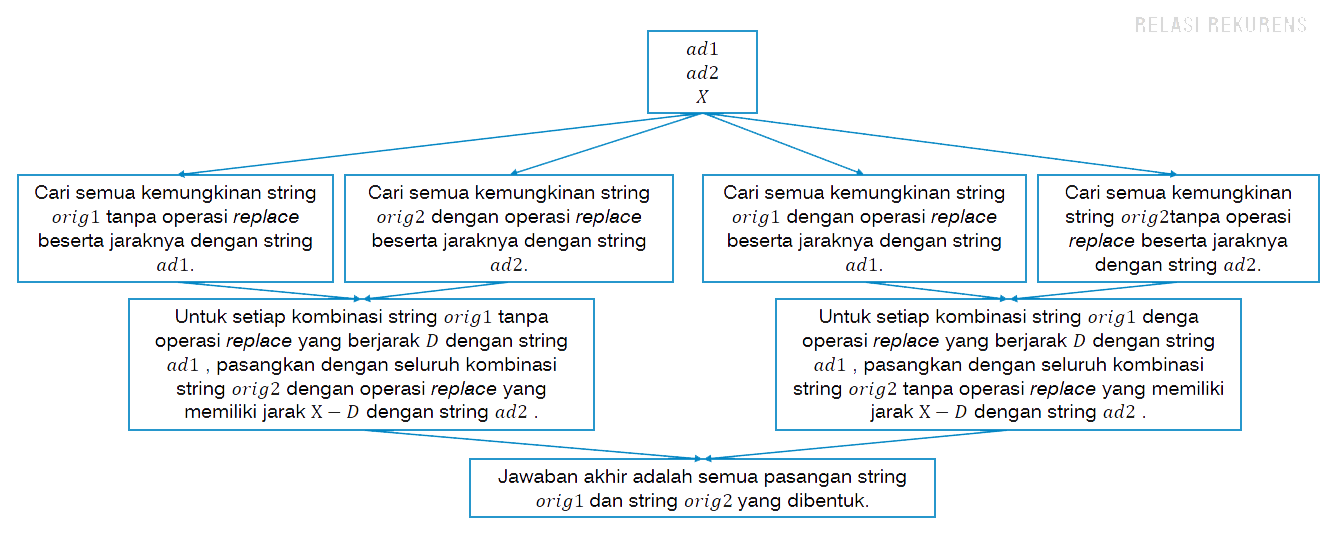 RELASI REKURENS
𝑎𝑑1
𝑎𝑑2
𝑋
Cari semua kemungkinan string
𝑜𝑟𝑖𝑔1 tanpa operasi replace
beserta jaraknya dengan string
𝑎𝑑1.
Cari semua kemungkinan string
𝑜𝑟𝑖𝑔2 dengan operasi replace
beserta jaraknya dengan string
𝑎𝑑2.
Cari semua kemungkinan string
𝑜𝑟𝑖𝑔1 dengan operasi replace
beserta jaraknya dengan string
𝑎𝑑1.
Cari semua kemungkinan
string 𝑜𝑟𝑖𝑔2tanpa operasi
replace beserta jaraknya
dengan string 𝑎𝑑2.
Untuk setiap kombinasi string 𝑜𝑟𝑖𝑔1 tanpa
operasi replace yang berjarak 𝐷 dengan string
𝑎𝑑1 , pasangkan dengan seluruh kombinasi
string 𝑜𝑟𝑖𝑔2 dengan operasi replace yang
memiliki jarak X − 𝐷 dengan string 𝑎𝑑2 .
Untuk setiap kombinasi string 𝑜𝑟𝑖𝑔1 denga
operasi replace yang berjarak 𝐷 dengan string
𝑎𝑑1 , pasangkan dengan seluruh kombinasi
string 𝑜𝑟𝑖𝑔2 tanpa operasi replace yang memiliki
jarak X − 𝐷 dengan string 𝑎𝑑2 .
Jawaban akhir adalah semua pasangan string
𝑜𝑟𝑖𝑔1 dan string 𝑜𝑟𝑖𝑔2 yang dibentuk.